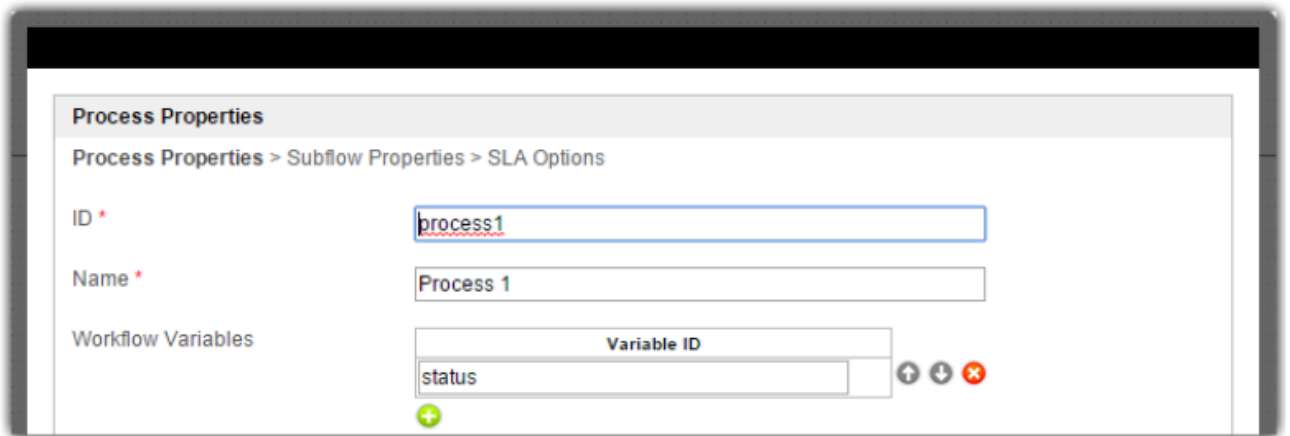 Process Properties
Process Properties > Subflow Properties > SLA Options
ID *
process1
Name *
Process 1
Workflow Variables
Variable ID
status